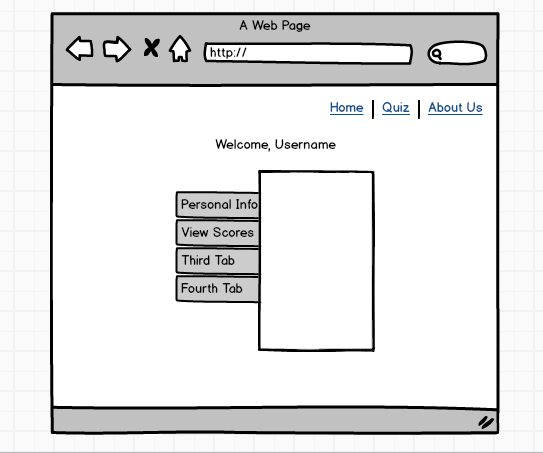 A Web Page
http://
Home | Quiz | About Us
Welcome, Username
Personal Info
View Scores
Third Tab
Fourth Tab